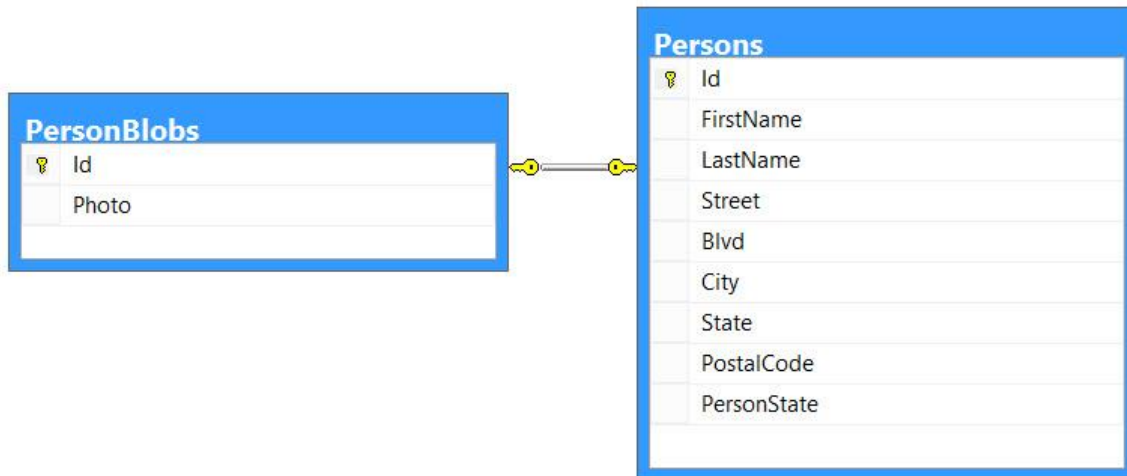 PersonBlobs
Id
Photo
Persons
Id
FirstName
LastName
Street
Blvd
City
State
PostalCode
PersonState